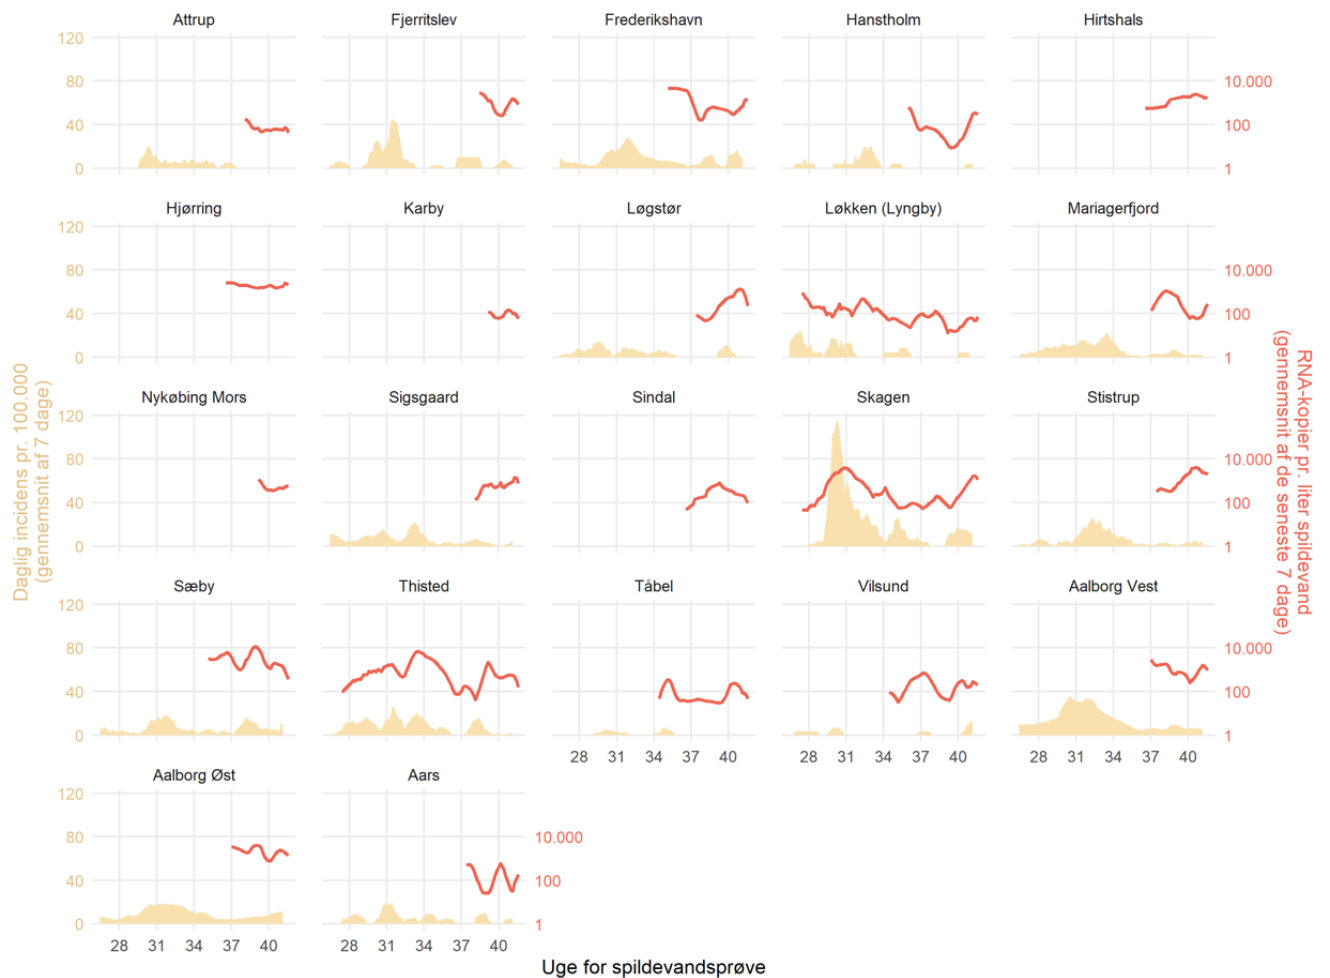 Attrup Fjerritslev Frederikshavn Hanstholm Hirtshals
120
80 10.000
40 100
0 1
Hjørring Karby Løgstør Løkken (Lyngby) Mariagerfjord
120
80 10.000
40 100
0 1
Daglig incidens pr. 100.000
(gennemsnit af 7 dage)
RNA-kopier pr. liter spildevand
(gennemsnit af de seneste 7 dage)
Nykøbing Mors Sigsgaard Sindal Skagen Stistrup
120
80 10.000
40 100
0 1
Sæby Thisted Tåbel Vilsund Aalborg Vest
120
80 10.000
40 100
0 1
28 31 34 37 40 28 31 34 37 40 28 31 34 37 40
Aalborg Øst Aars
120
80 10.000
40 100
0 1
28 31 34 37 40 28 31 34 37 40
Uge for spildevandsprøve